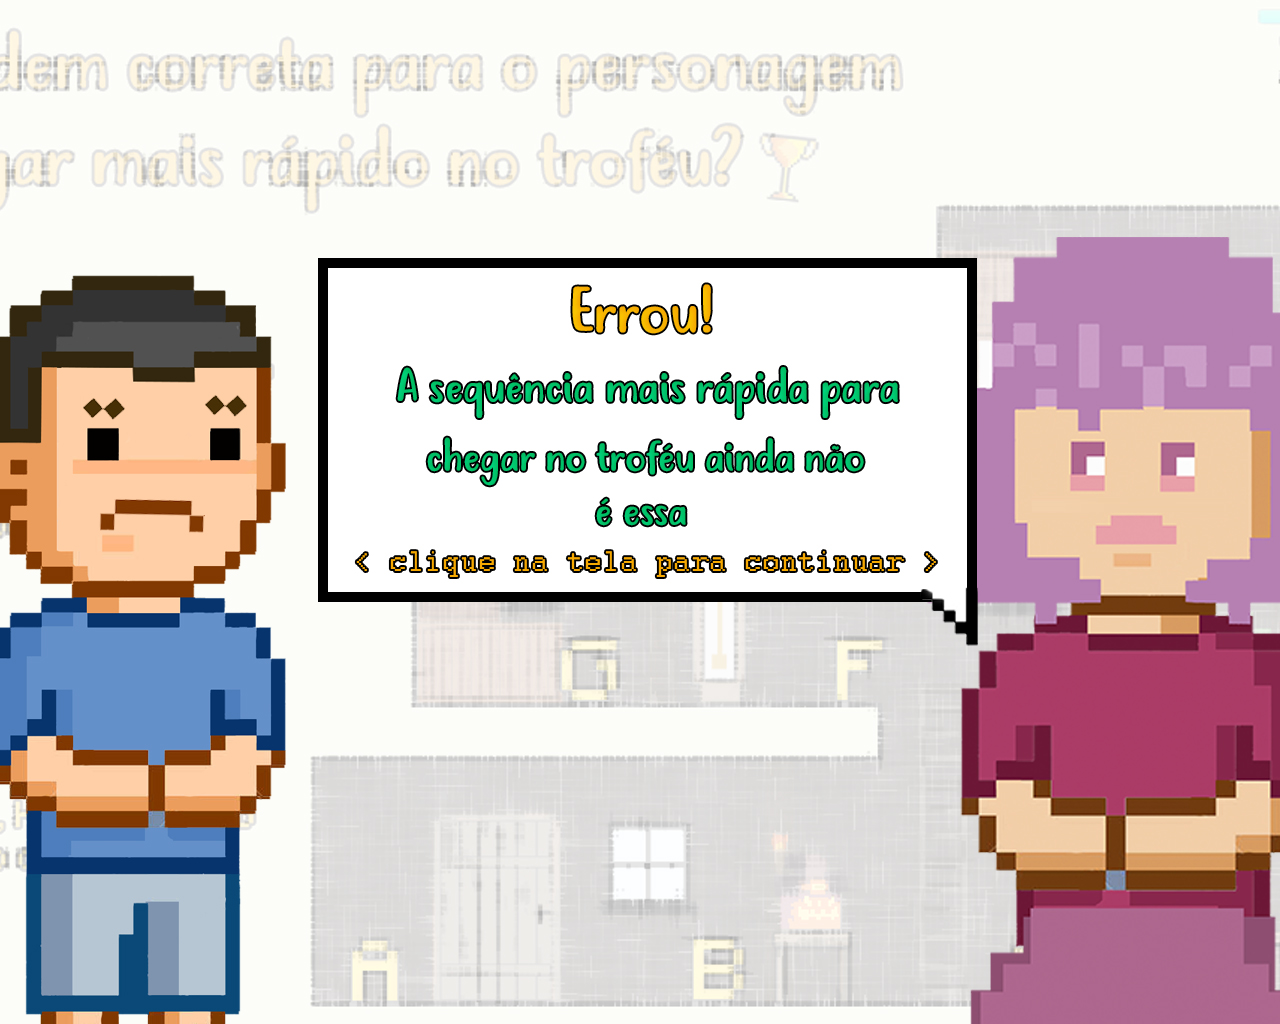 dem correta para o personagem
gar mais rápido no troféu?
Errou!
A sequência mais rápida para
chegar no troféu ainda não
é essa
< clique na tela para continuar >
G F
A B